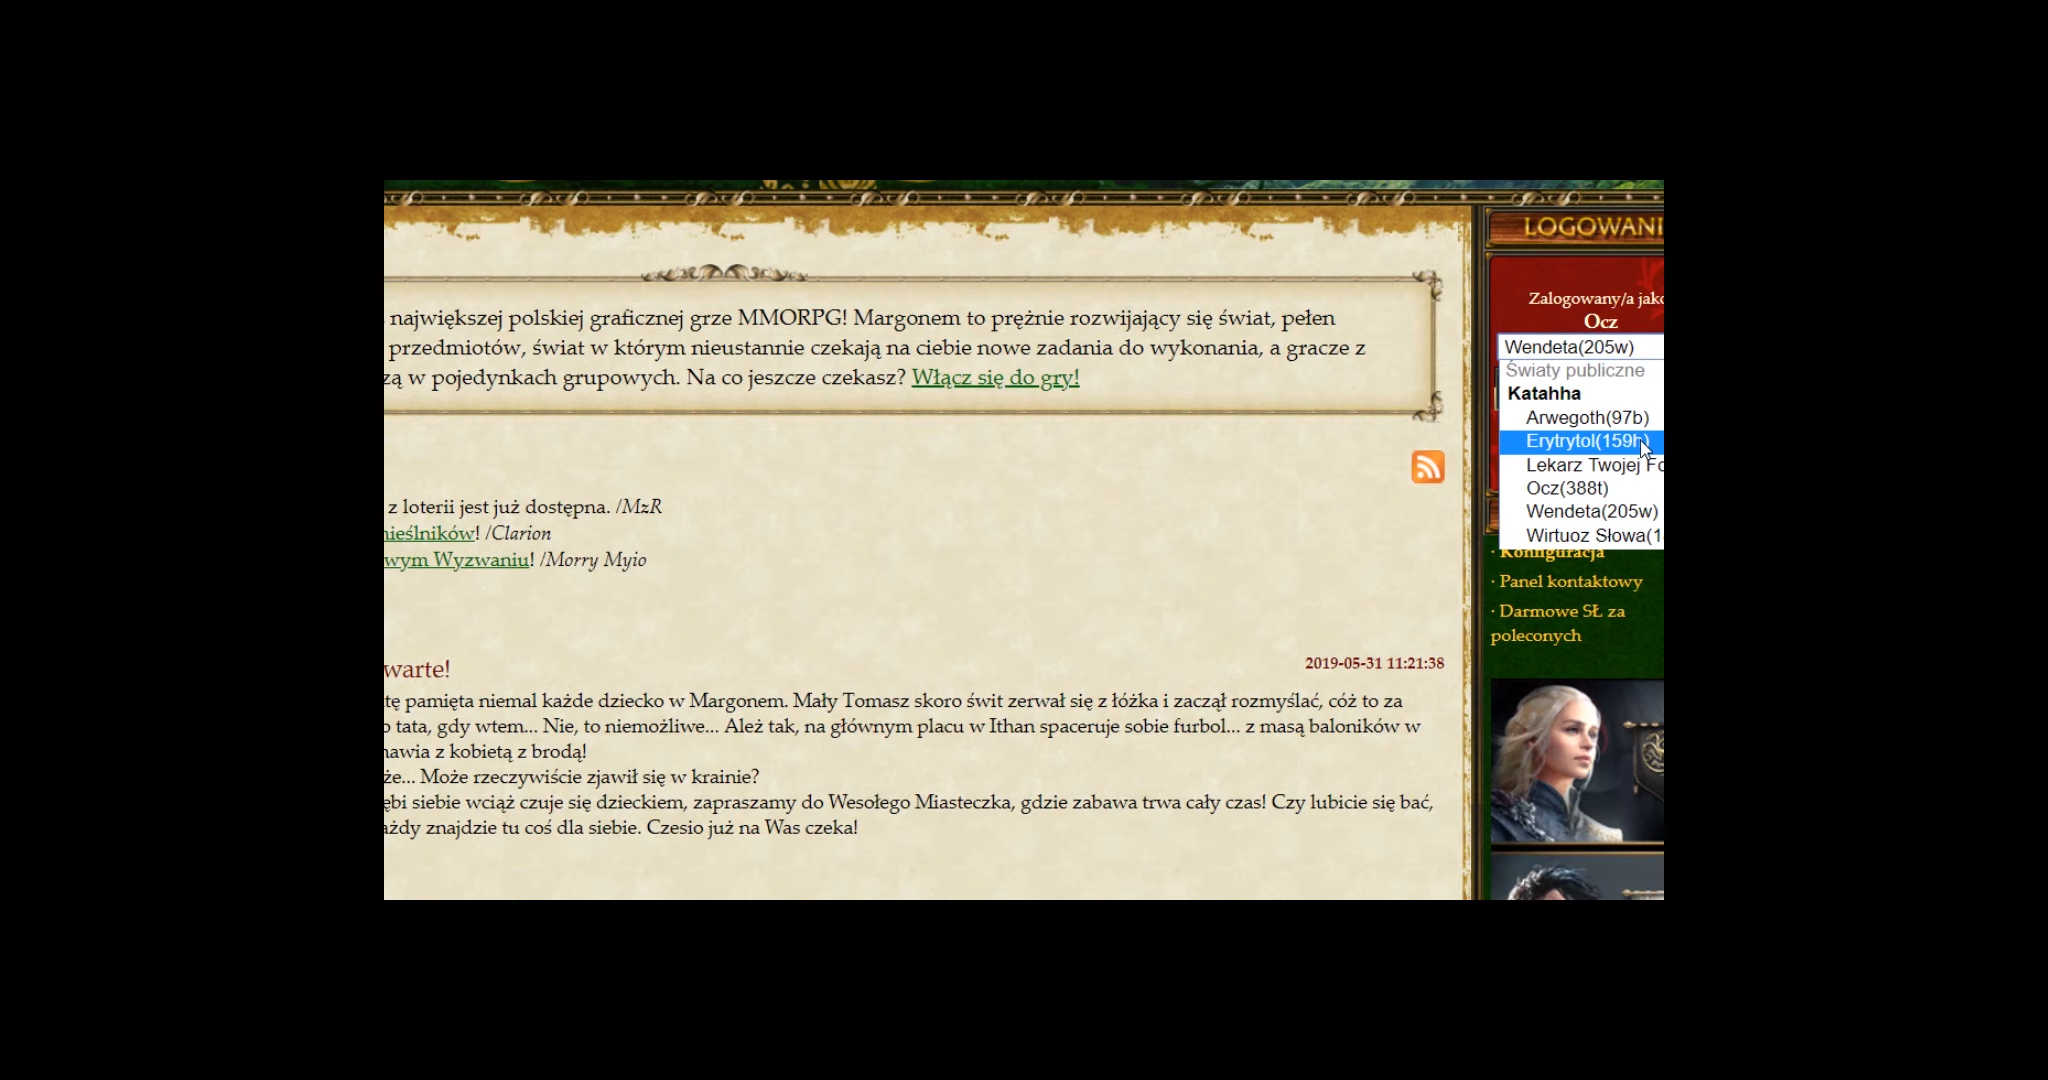 LOGOWANI
Zalogowany/a jako
Ocz
największej polskiej graficznej grze MMORPG! Margonem to prężnie rozwijający się świat, pełen
przedmiotów, świat w którym nieustannie czekają na ciebie nowe zadania do wykonania, a gracze z
zą w pojedynkach grupowych. Na co jeszcze czekasz? Włącz się do gry!
Wendeta(205w)
Światy publiczne
Katahha
Arwegoth(97b)
Erytrytol(159h)
Lekarz Twojej Fo
Ocz(388t)
Wendeta(205w)
Wirtuoz Słowa(1
z loterii jest już dostępna. /MzR
mieślników! /Clarion
wym Wyzwaniu! /Morry Myio
· Konfiguracja
· Panel kontaktowy
· Darmowe SŁ za
poleconych
warte!
2019-05-31 11:21:38
tę pamięta niemal każde dziecko w Margonem. Mały Tomasz skoro świt zerwał się z łóżka i zaczął rozmyślać, cóż to za
o tata, gdy wtem... Nie, to niemożliwe... Ależ tak, na głównym placu w Ithan spaceruje sobie furbol... z masą baloników w
mawia z kobietą z brodą!
że... Może rzeczywiście zjawił się w krainie?
ębi siebie wciąż czuje się dzieckiem, zapraszamy do Wesołego Miasteczka, gdzie zabawa trwa cały czas! Czy lubicie się bać,
ażdy znajdzie tu coś dla siebie. Czesio już na Was czeka!